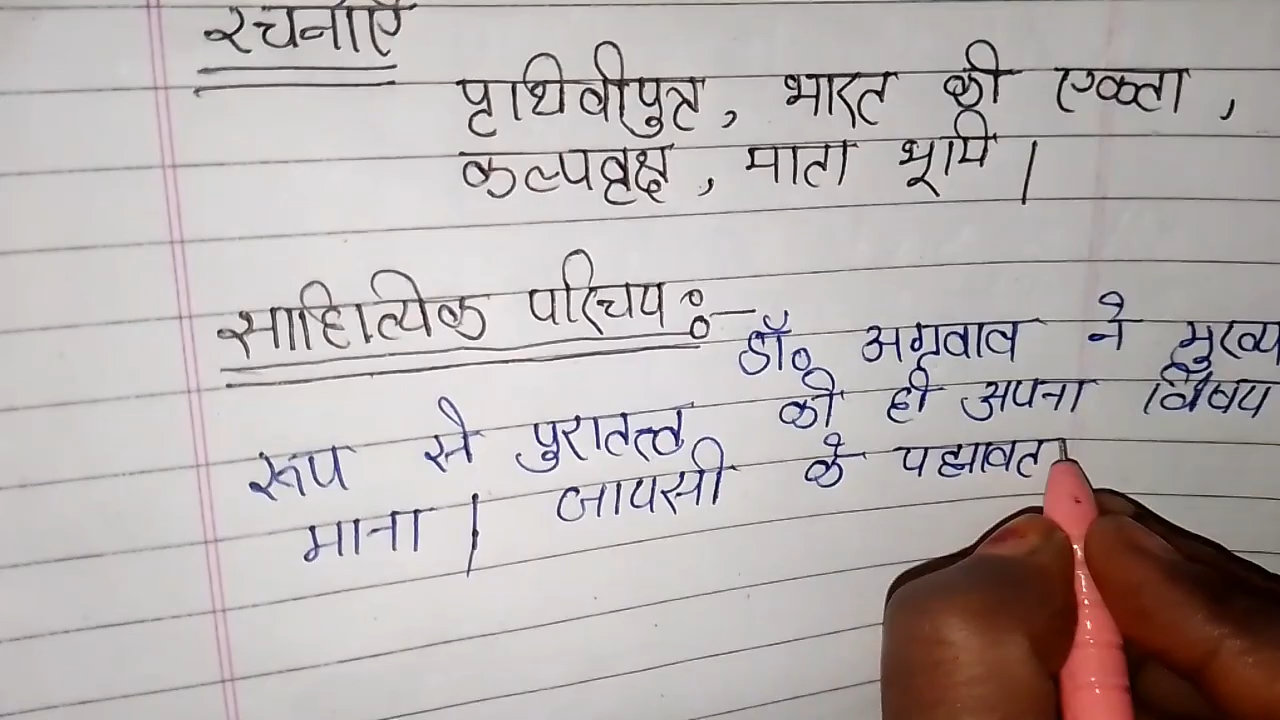 रचनाएँ
पृथिवीपुत्र, भारत की एकता,
कल्पवृक्ष, माता भूमि।
साहित्यिक परिचय :-
डॉ० अग्रवाल ने मुख्य
रूप से पुरातत्व को ही अपना विषय
माना। जायसी के पद्मावत